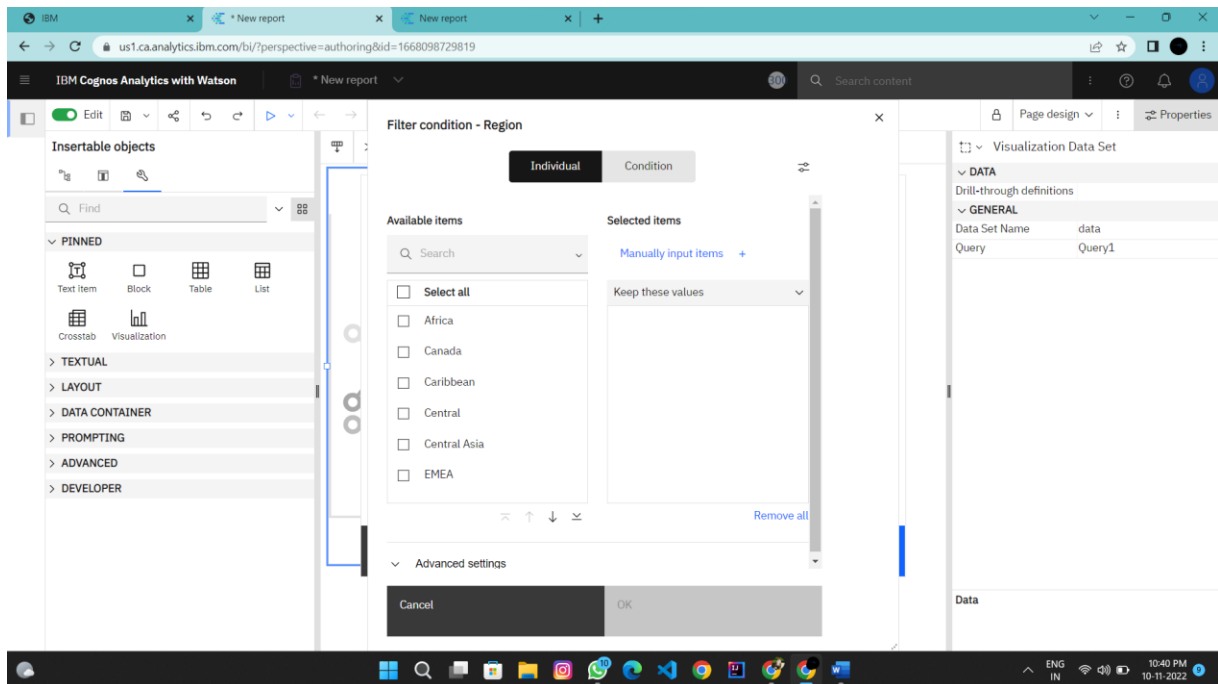 IBM
* New report
New report
us1.ca.analytics.ibm.com/bi/?perspective=authoring&id=1668098729819
IBM Cognos Analytics with Watson
* New report
Search content
Edit
Page design
Properties
Insertable objects
Find
PINNED
Text item
Block
Table
List
Crosstab
Visualization
TEXTUAL
LAYOUT
DATA CONTAINER
PROMPTING
ADVANCED
DEVELOPER
Filter condition - Region
Individual
Condition
Available items
Selected items
Search
Manually input items +
Select all
Keep these values
Africa
Canada
Caribbean
Central
Central Asia
EMEA
Remove all
Advanced settings
Cancel
OK
Visualization Data Set
DATA
Drill-through definitions
GENERAL
Data Set Name
data
Query
Query1
Data
10
ENG
IN
10:40 PM
10-11-2022
9